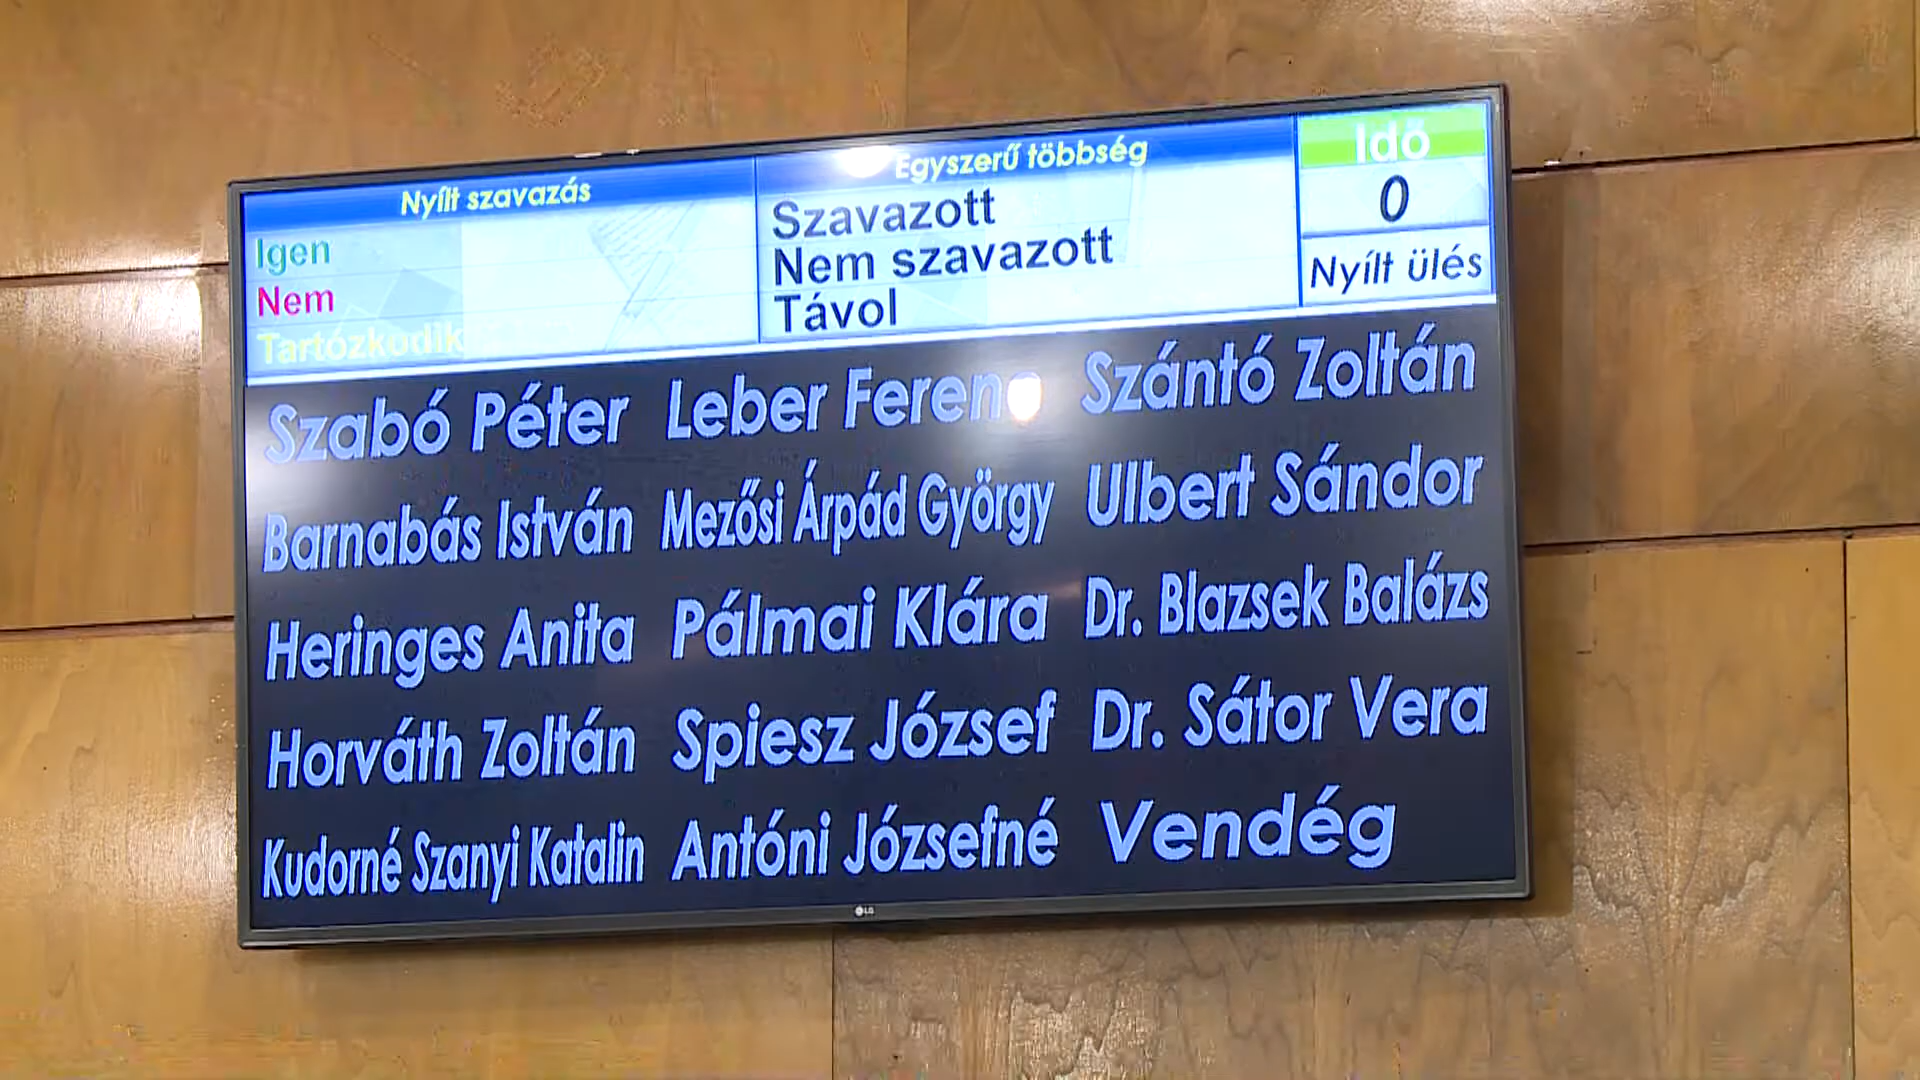 Nyílt szavazás
Igen
Nem
Tartózkodik
Egyszerű többség
Szavazott
Nem szavazott
Távol
Idő
0
Nyílt ülés
Szabó Péter Leber Ferenc Szántó Zoltán
Barnabás István Mezősi Árpád György Ulbert Sándor
Heringes Anita Pálmai Klára Dr. Blazsek Balázs
Horváth Zoltán Spiesz József Dr. Sátor Vera
Kudorné Szanyi Katalin Antóni Józsefné Vendég
LG